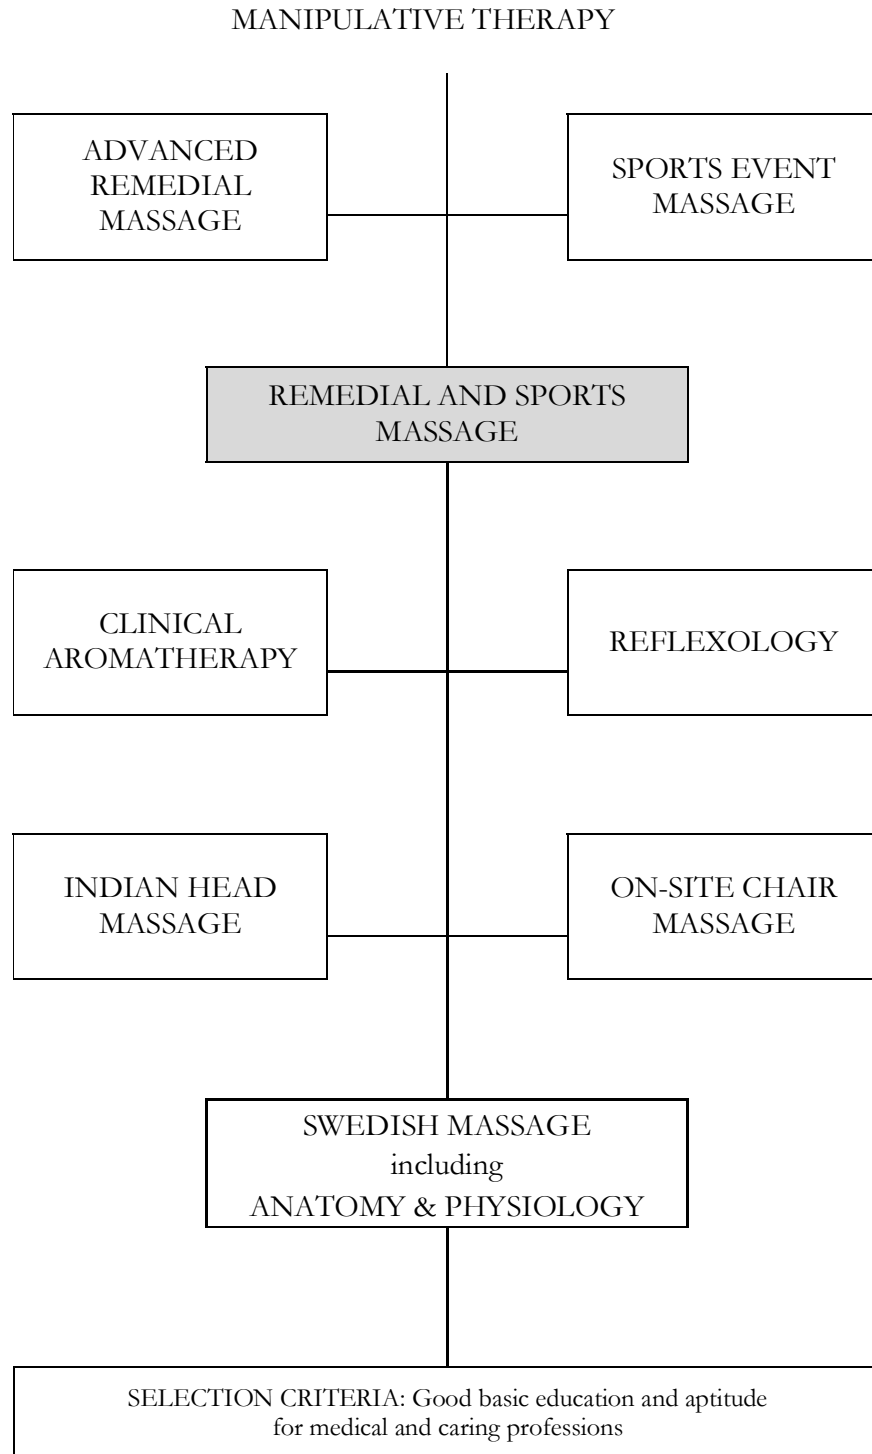 MANIPULATIVE THERAPY
ADVANCED
REMEDIAL
MASSAGE
SPORTS EVENT
MASSAGE
REMEDIAL AND SPORTS
MASSAGE
CLINICAL
AROMATHERAPY
REFLEXOLOGY
INDIAN HEAD
MASSAGE
ON-SITE CHAIR
MASSAGE
SWEDISH MASSAGE
including
ANATOMY & PHYSIOLOGY
SELECTION CRITERIA: Good basic education and aptitude
for medical and caring professions